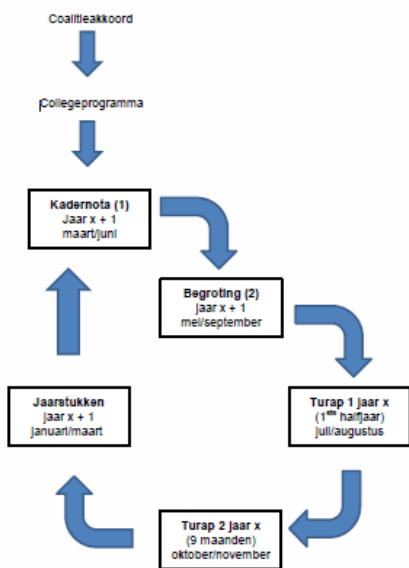 Coalitieakkoord
Collegeprogramma
Kadernota (1)
Jaar x + 1
maart/juni
Begroting (2)
jaar x + 1
mei/september
Turap 1 jaar x
(1ste halfjaar)
juli/augustus
Jaarstukken
jaar x + 1
januari/maart
Turap 2 jaar x
(9 maanden)
oktober/november